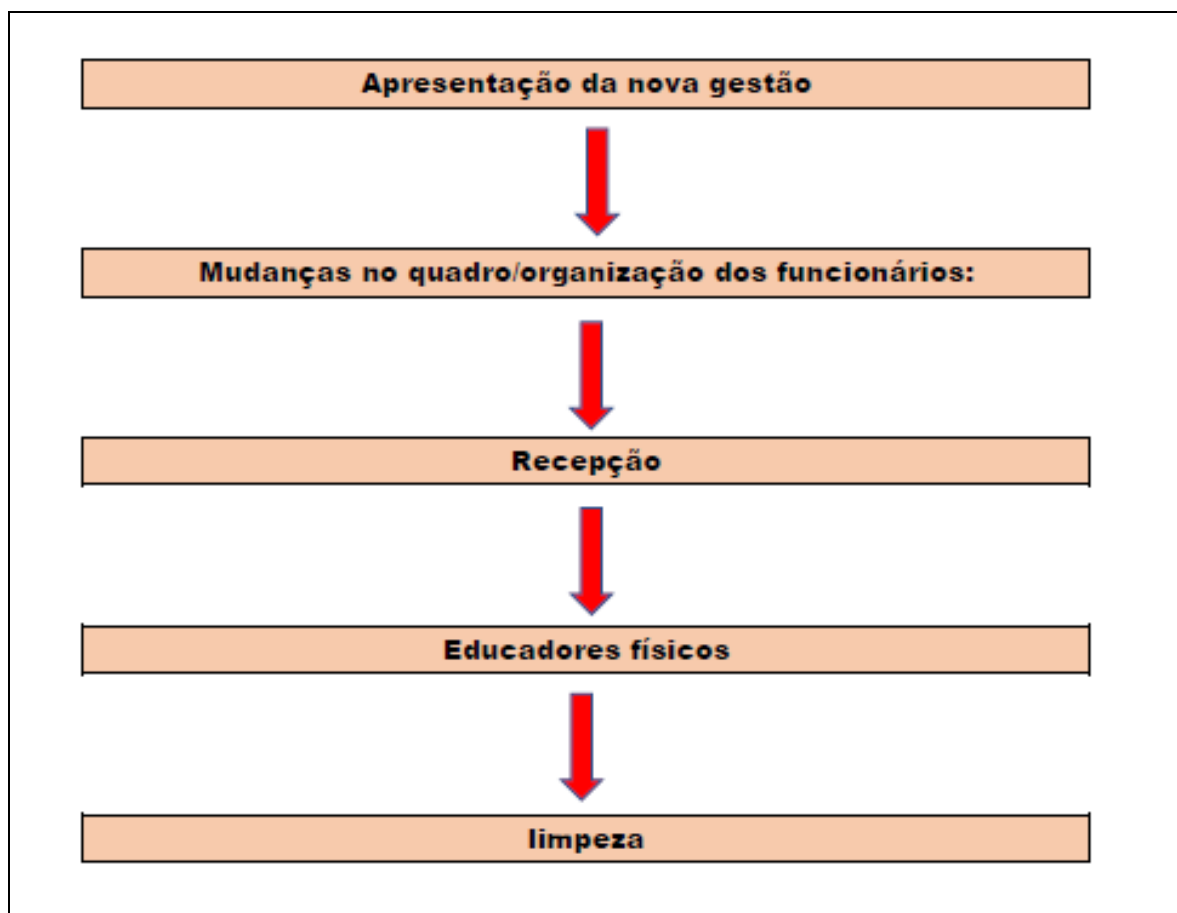 Apresentação da nova gestão
Mudanças no quadro/organização dos funcionários:
Recepção
Educadores físicos
limpeza